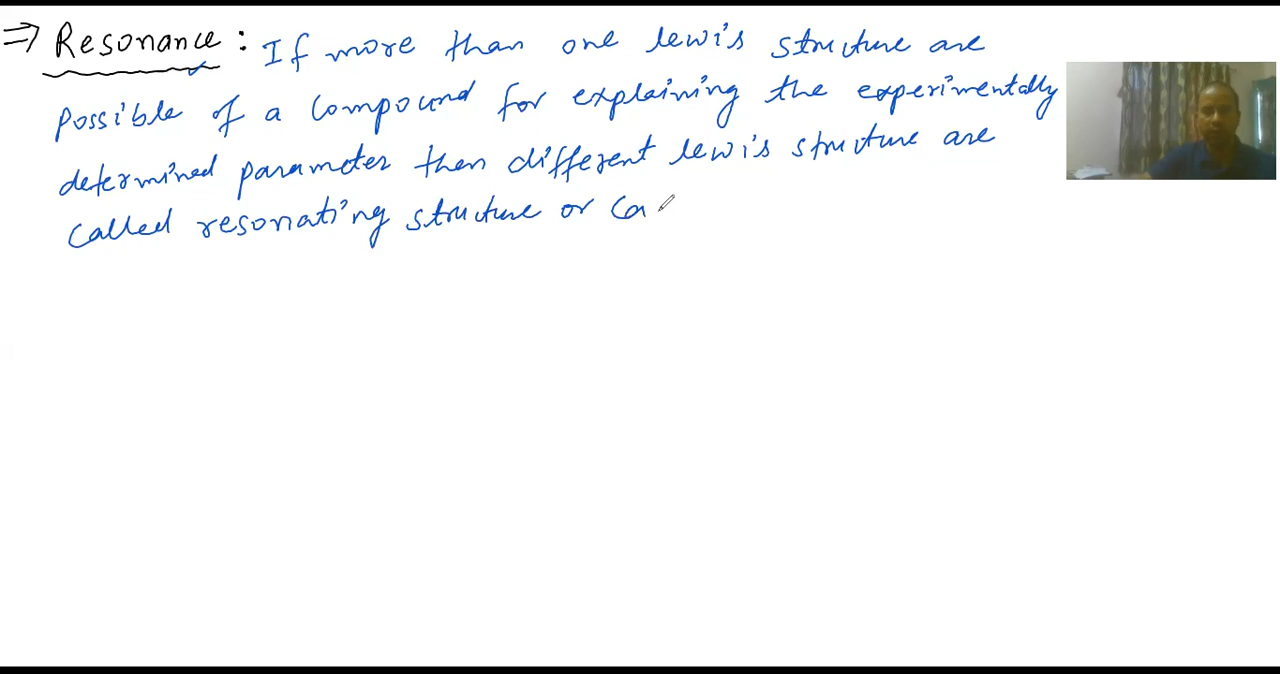 ⇒ Resonance : If more than one lewis structure are
possible of a compound for explaining the experimentally
determined parameter then different lewis structure are
called resonating structure or ca